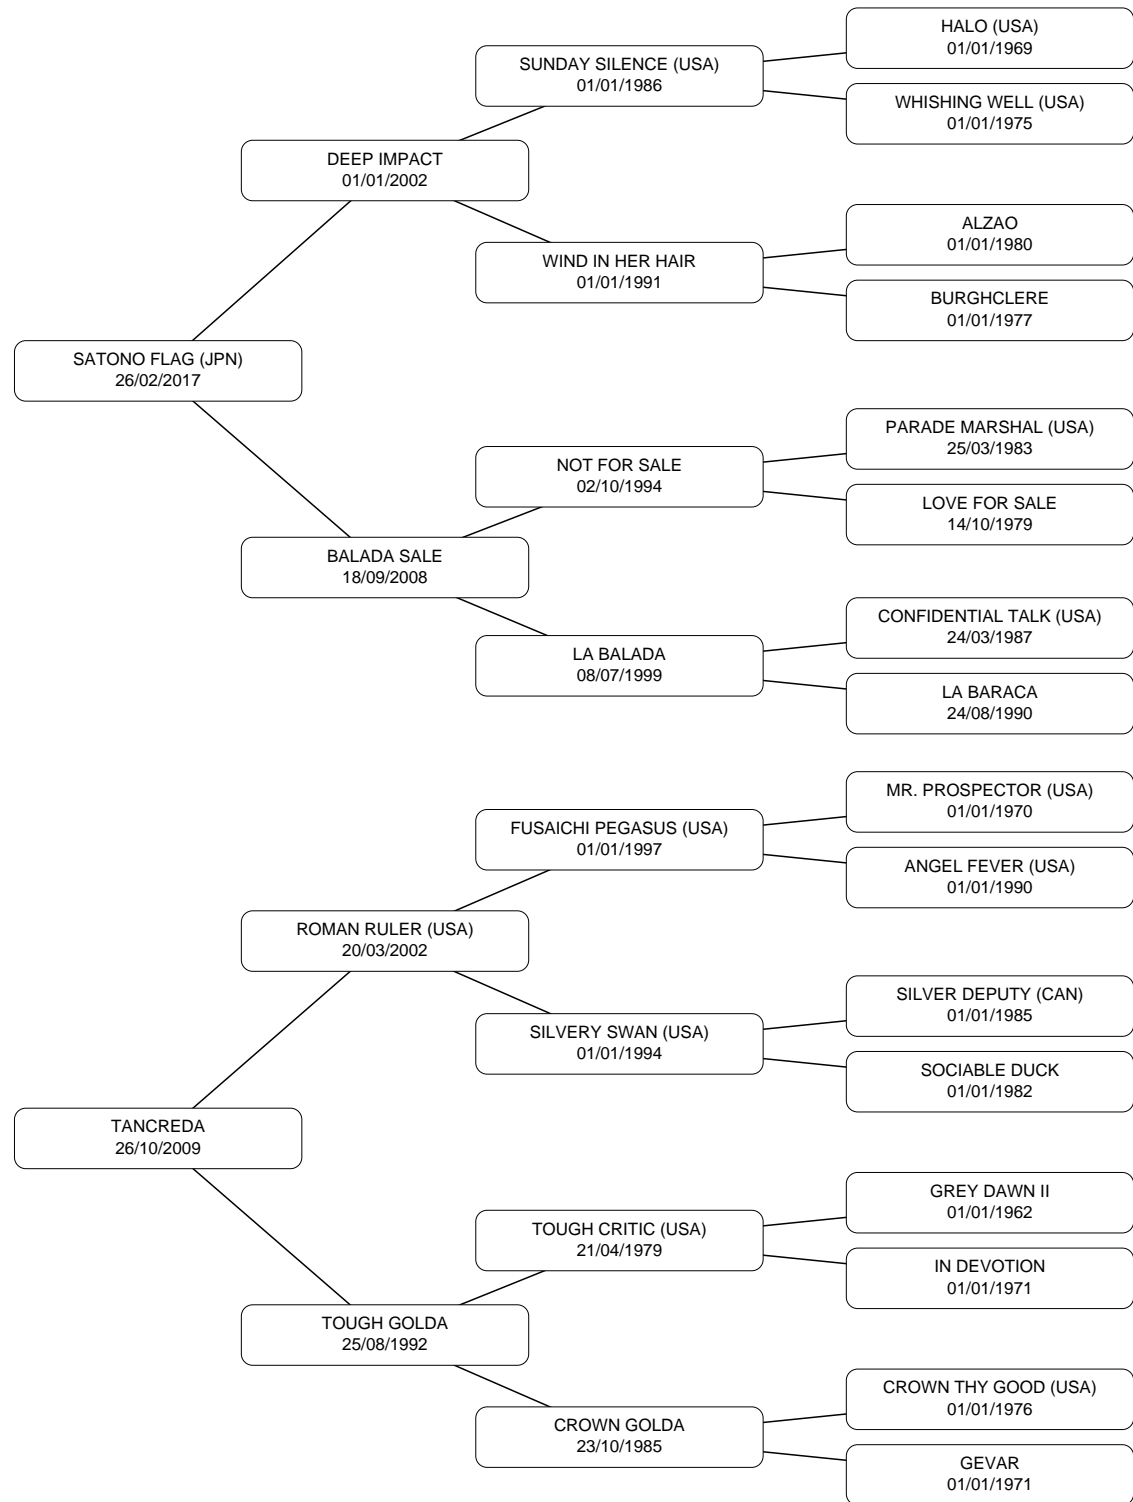 HALO (USA)
01/01/1969
SUNDAY SILENCE (USA)
01/01/1986
WHISHING WELL (USA)
01/01/1975
DEEP IMPACT
01/01/2002
ALZAO
01/01/1980
WIND IN HER HAIR
01/01/1991
BURGHCLERE
01/01/1977
SATONO FLAG (JPN)
26/02/2017
PARADE MARSHAL (USA)
25/03/1983
NOT FOR SALE
02/10/1994
LOVE FOR SALE
14/10/1979
BALADA SALE
18/09/2008
CONFIDENTIAL TALK (USA)
24/03/1987
LA BALADA
08/07/1999
LA BARACA
24/08/1990
MR. PROSPECTOR (USA)
01/01/1970
FUSAICHI PEGASUS (USA)
01/01/1997
ANGEL FEVER (USA)
01/01/1990
ROMAN RULER (USA)
20/03/2002
SILVER DEPUTY (CAN)
01/01/1985
SILVERY SWAN (USA)
01/01/1994
SOCIABLE DUCK
01/01/1982
TANCREDA
26/10/2009
GREY DAWN II
01/01/1962
TOUGH CRITIC (USA)
21/04/1979
IN DEVOTION
01/01/1971
TOUGH GOLDA
25/08/1992
CROWN THY GOOD (USA)
01/01/1976
CROWN GOLDA
23/10/1985
GEVAR
01/01/1971